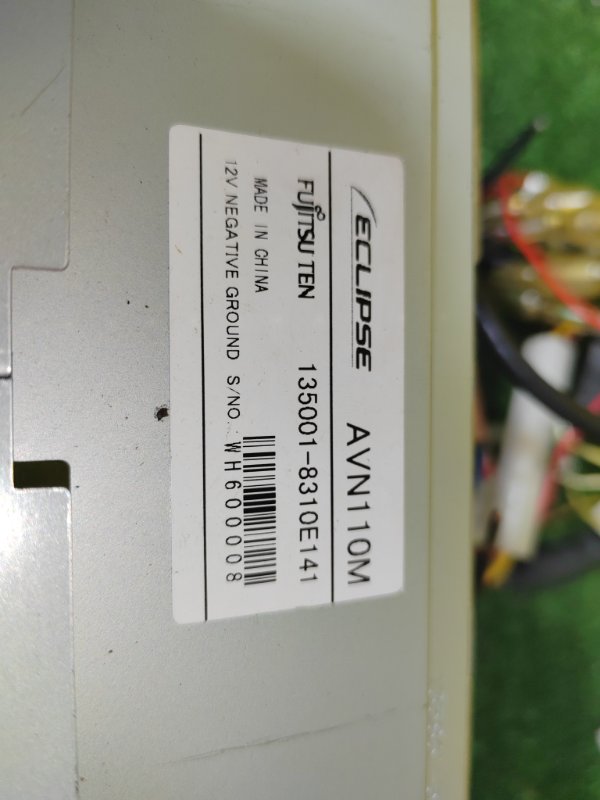 ECLIPSE AVN110M
FUJITSU TEN 135001-8310E141
MADE IN CHINA
12V NEGATIVE GROUND S/NO. WH600008